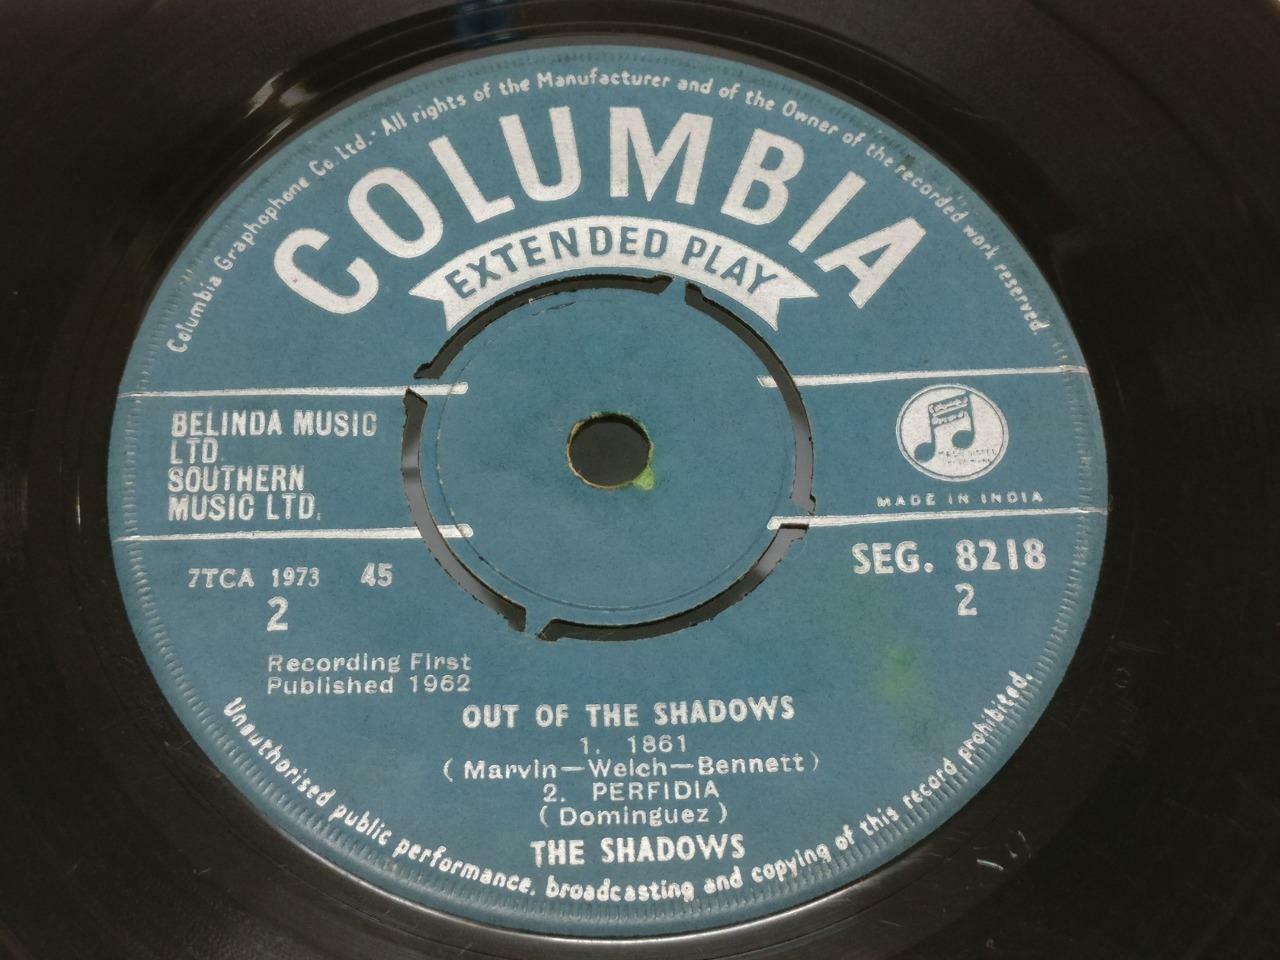 Columbia Graphophone Co. Ltd. · All rights of the Manufacturer and of the Owner of the recorded work reserved.
COLUMBIA
EXTENDED PLAY
BELINDA MUSIC
LTD.
SOUTHERN
MUSIC LTD.
MADE IN INDIA
7TCA 1973 45
2
SEG. 8218
2
Recording First
Published 1962
OUT OF THE SHADOWS
1. 1861
(Marvin—Welch—Bennett)
2. PERFIDIA
(Dominguez)
THE SHADOWS
Unauthorised public performance, broadcasting and copying of this record prohibited.